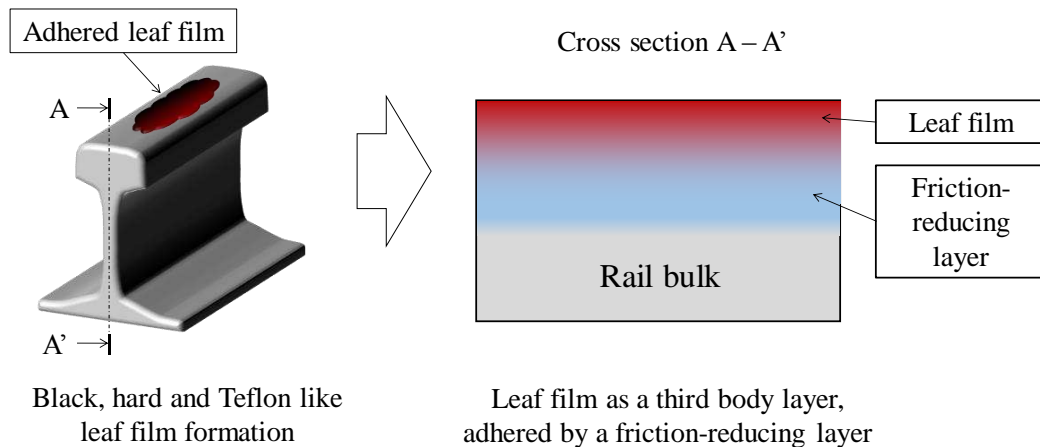 Adhered leaf film
A
A’
Black, hard and Teflon like
leaf film formation
Cross section A – A’
Leaf film
Friction-
reducing
layer
Rail bulk
Leaf film as a third body layer,
adhered by a friction-reducing layer